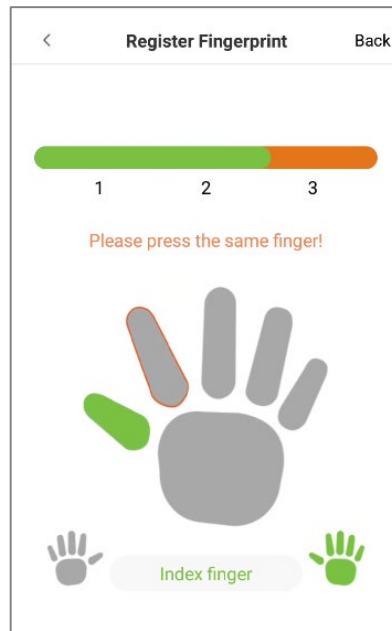 Register Fingerprint Back
1 2 3
Please press the same finger!
Index finger